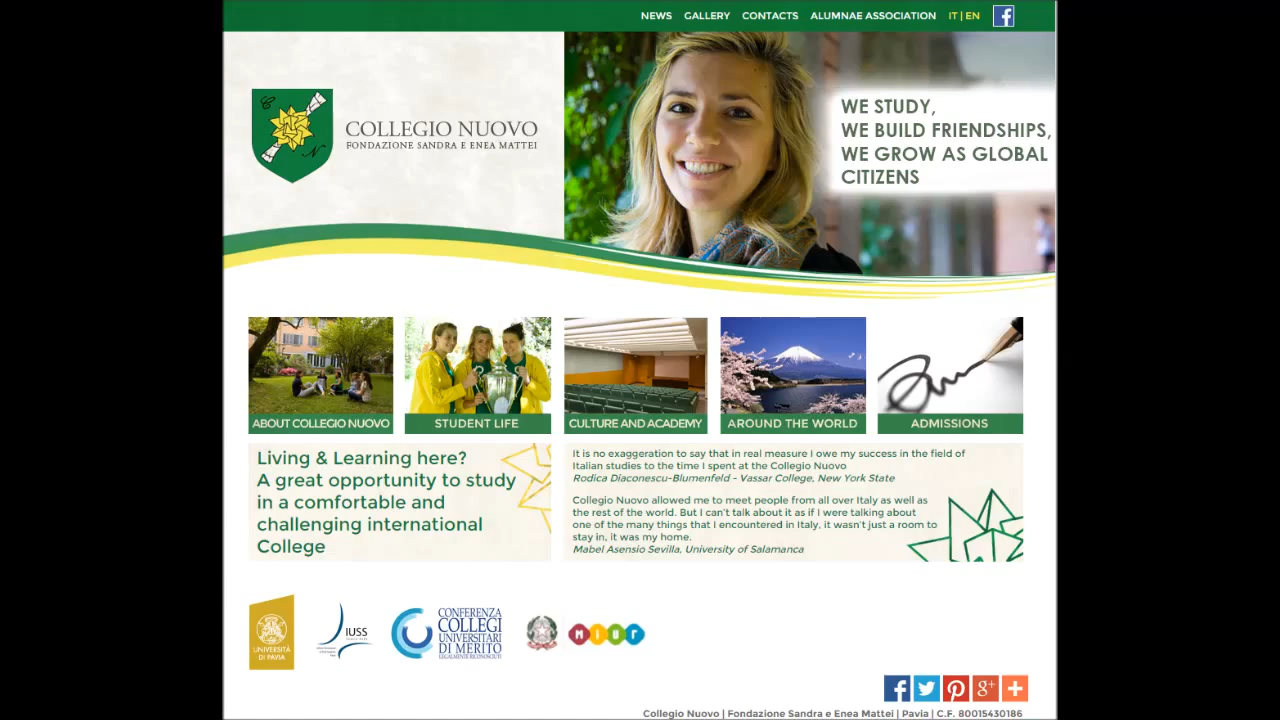 NEWS GALLERY CONTACTS ALUMNAE ASSOCIATION IT | EN
COLLEGIO NUOVO
FONDAZIONE SANDRA E ENEA MATTEI
WE STUDY,
WE BUILD FRIENDSHIPS,
WE GROW AS GLOBAL
CITIZENS
ABOUT COLLEGIO NUOVO
STUDENT LIFE
CULTURE AND ACADEMY
AROUND THE WORLD
ADMISSIONS
Living & Learning here?
A great opportunity to study
in a comfortable and
challenging international
College
It is no exaggeration to say that in real measure I owe my success in the field of
Italian studies to the time I spent at the Collegio Nuovo
Rodica Diaconescu-Blumenfeld - Vassar College, New York State
Collegio Nuovo allowed me to meet people from all over Italy as well as
the rest of the world. But I can't talk about it as if I were talking about
one of the many things that I encountered in Italy, it wasn't just a room to
stay in, it was my home.
Mabel Asensio Sevilla, University of Salamanca
UNIVERSITÀ
DI PAVIA
IUSS
CONFERENZA
COLLEGI
UNIVERSITARI
DI MERITO
LEGALMENTE RICONOSCIUTI
MIUR
Collegio Nuovo | Fondazione Sandra e Enea Mattei | Pavia | C.F. 80015430186